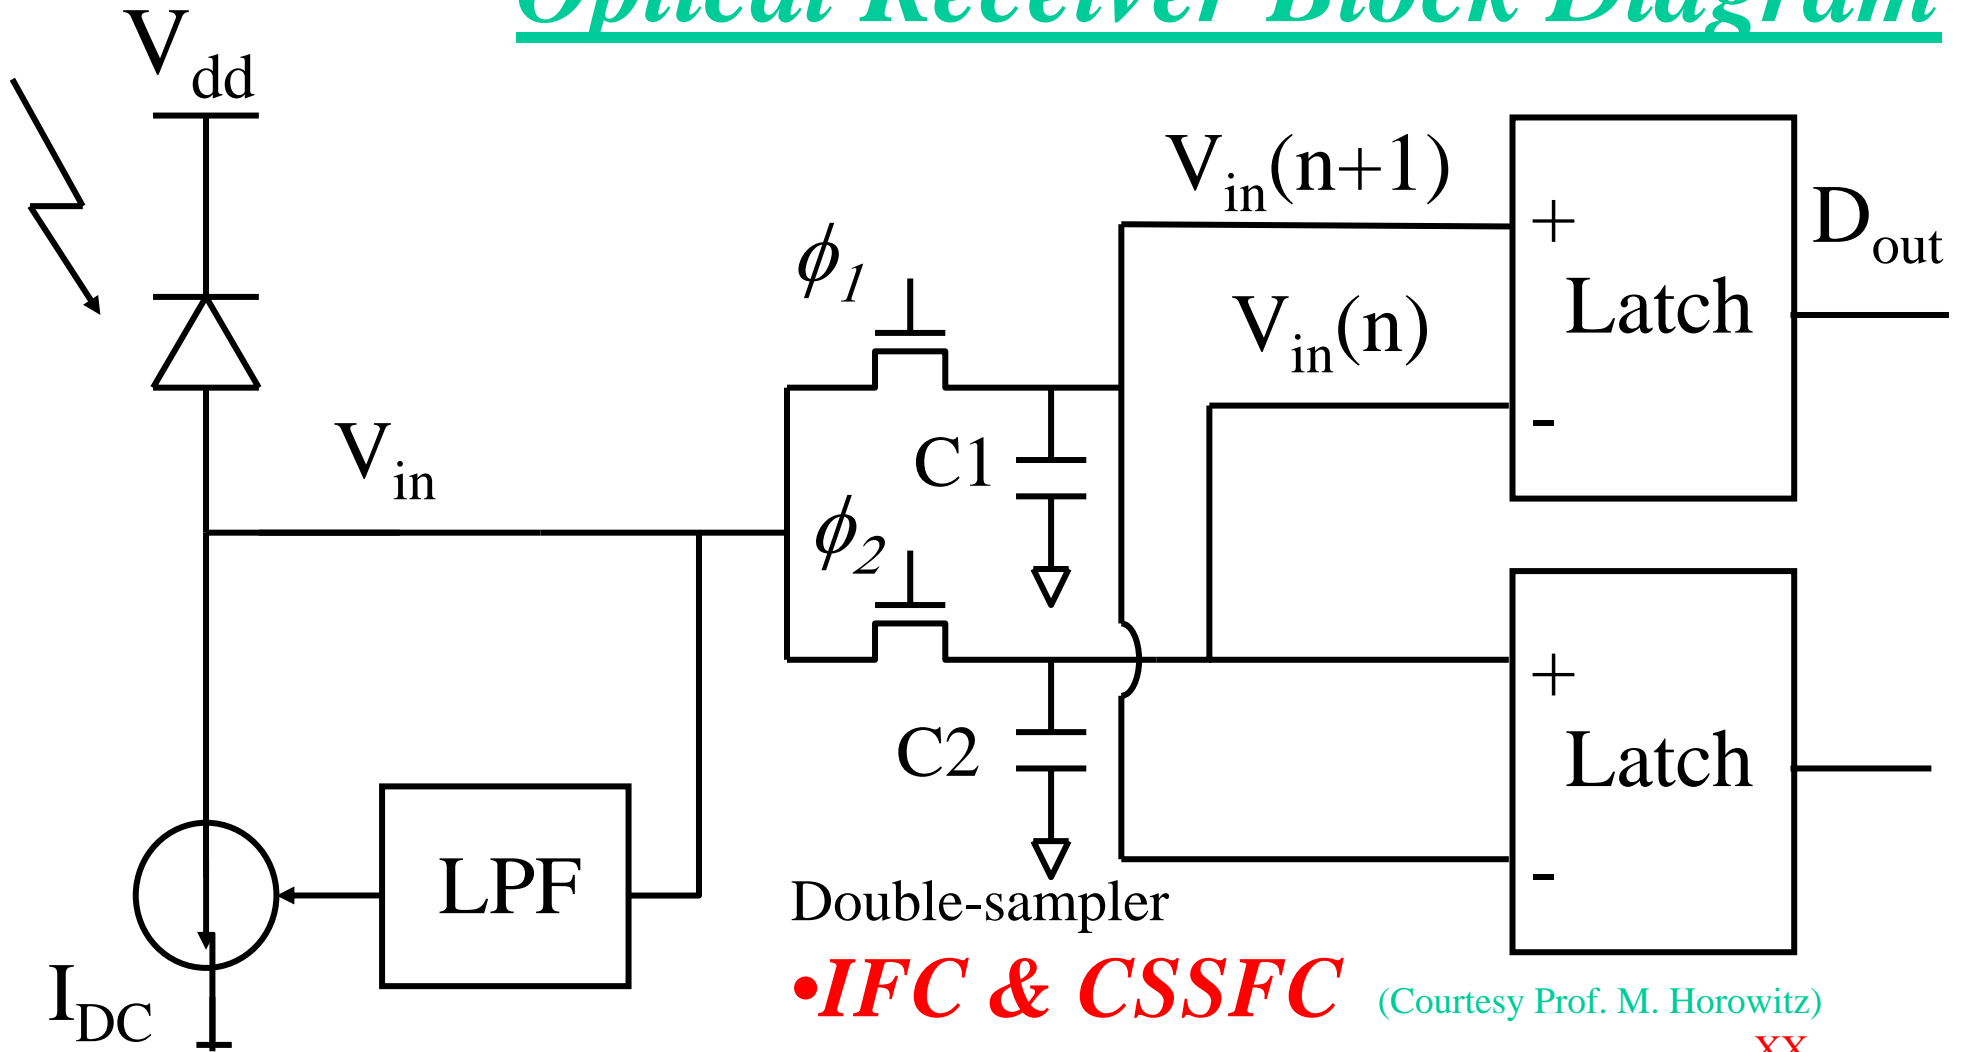 Optical Receiver Block Diagram
Vdd
Vin(n+1)
Dout
ϕ1
+
Latch
Vin(n)
-
Vin
C1
ϕ2
+
Latch
C2
-
LPF
Double-sampler
IDC
•IFC & CSSFC
(Courtesy Prof. M. Horowitz)
XX